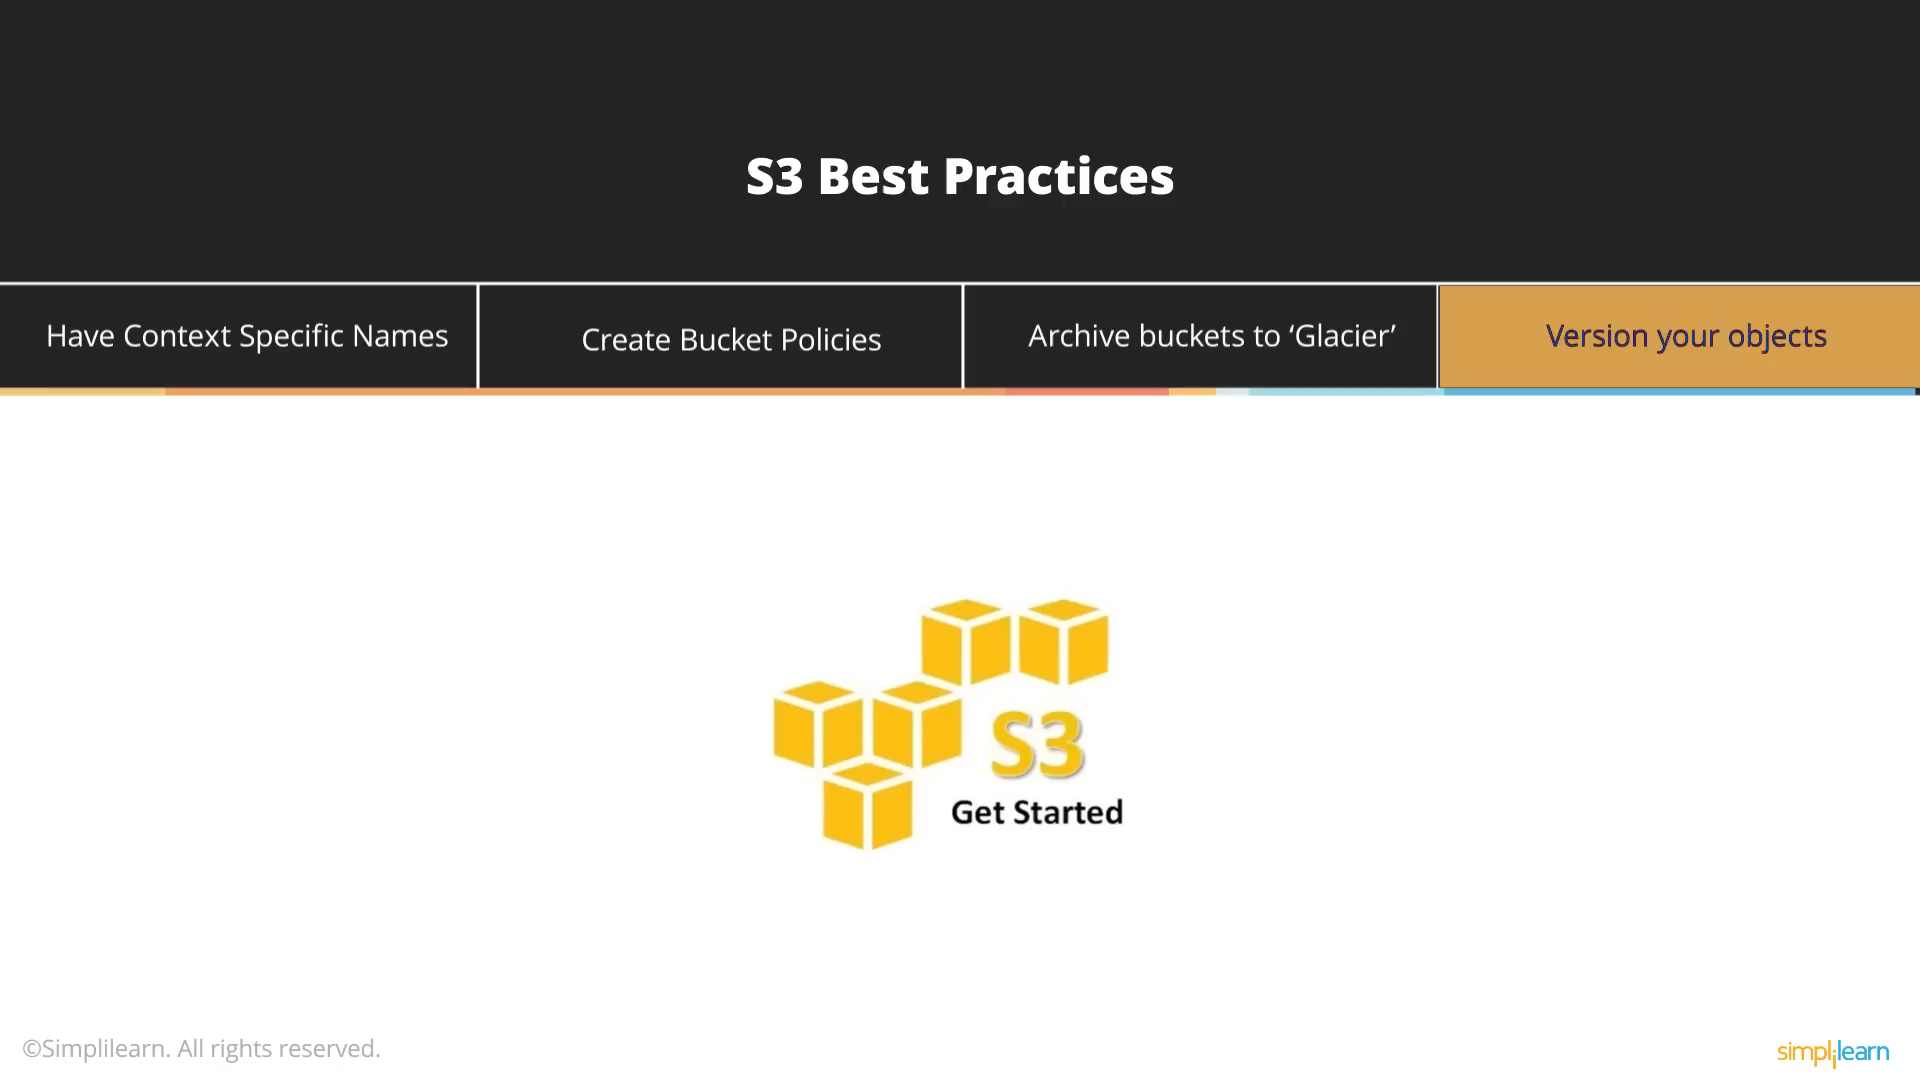 S3 Best Practices
Have Context Specific Names
Create Bucket Policies
Archive buckets to ‘Glacier’
Version your objects
S3
Get Started
©Simplilearn. All rights reserved.
simplilearn